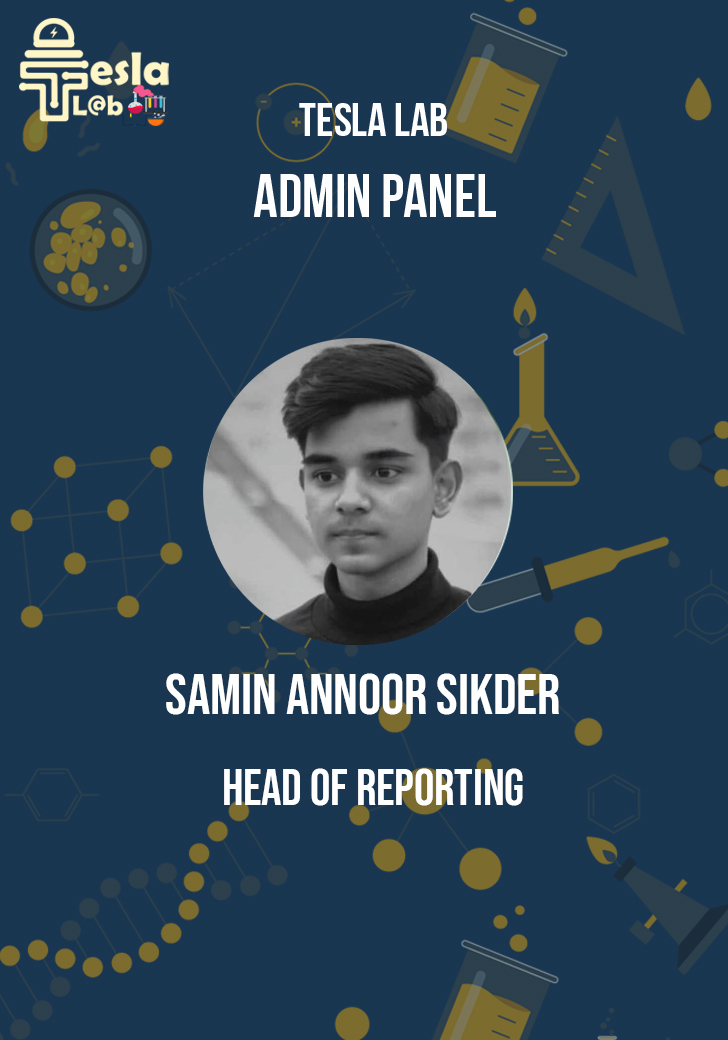 Tesla
L@b
TESLA LAB
ADMIN PANEL
SAMIN ANNOOR SIKDER
HEAD OF REPORTING